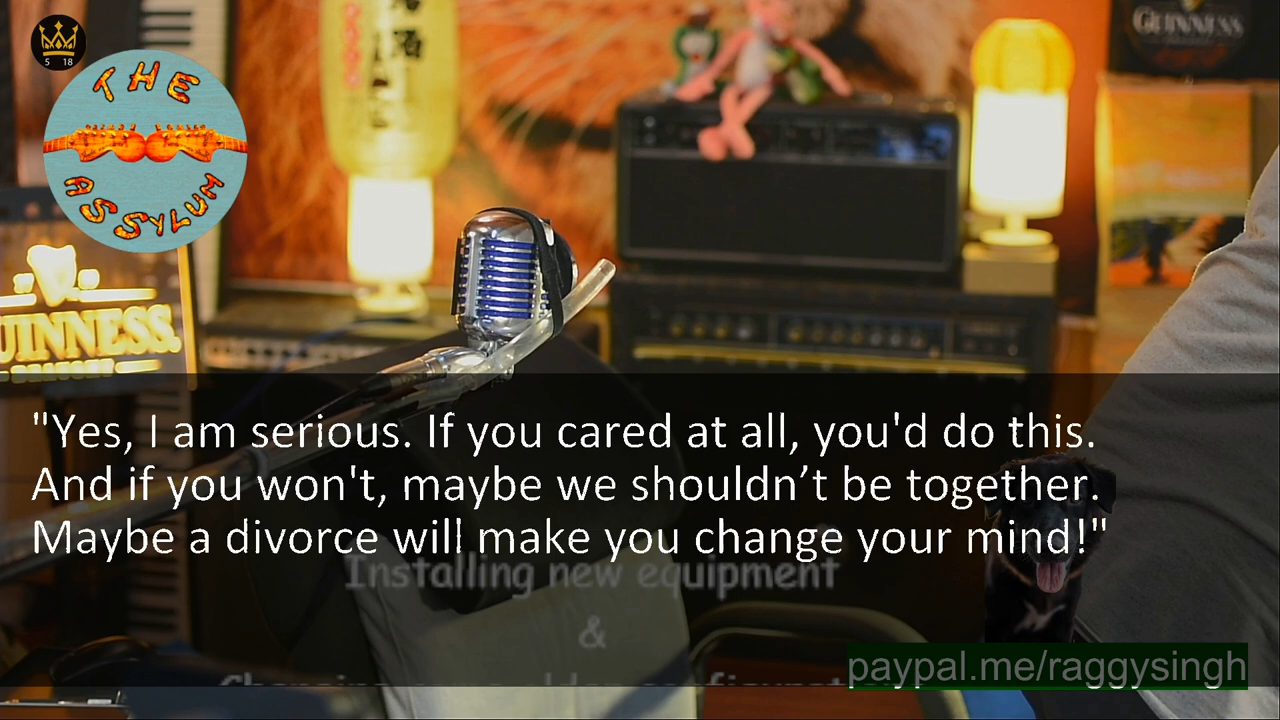 5 18
THE
ASSYLUM
GUINNESS
UINNESS.
"Yes, I am serious. If you cared at all, you'd do this.
And if you won't, maybe we shouldn’t be together.
Maybe a divorce will make you change your mind!"
Installing new equipment
&
paypal.me/raggysingh